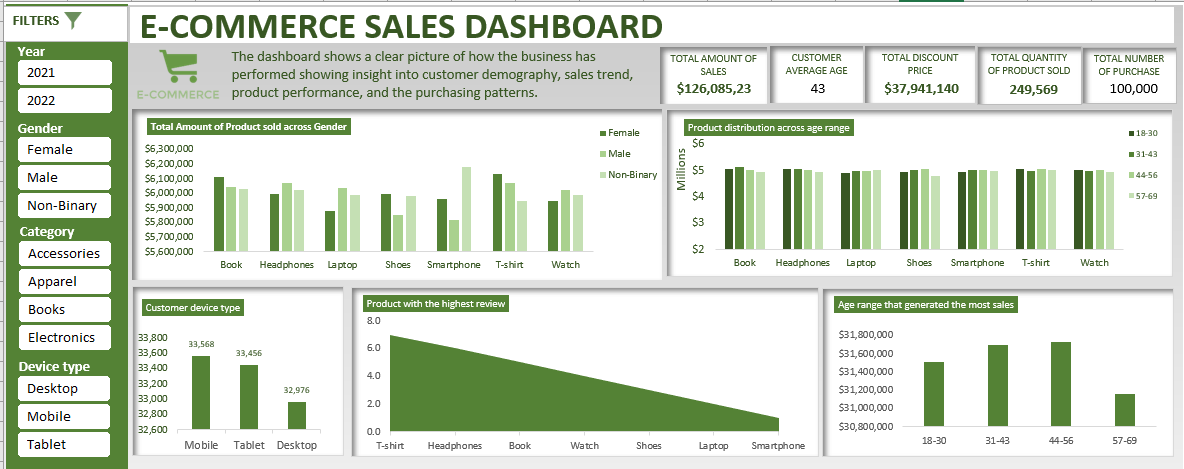 FILTERS
E-COMMERCE SALES DASHBOARD
Year
2021
2022
Gender
Female
Male
Non-Binary
Category
Accessories
Apparel
Books
Electronics
Device type
Desktop
Mobile
Tablet
E-COMMERCE
The dashboard shows a clear picture of how the business has
performed showing insight into customer demography, sales trend,
product performance, and the purchasing patterns.
TOTAL AMOUNT OF
SALES
$126,085,23
CUSTOMER
AVERAGE AGE
43
TOTAL DISCOUNT
PRICE
$37,941,140
TOTAL QUANTITY
OF PRODUCT SOLD
249,569
TOTAL NUMBER
OF PURCHASE
100,000
Total Amount of Product sold across Gender
Female
Male
Non-Binary
$6,300,000
$6,200,000
$6,100,000
$6,000,000
$5,900,000
$5,800,000
$5,700,000
$5,600,000
Book Headphones Laptop Shoes Smartphone T-shirt Watch
Product distribution across age range
18-30
31-43
44-56
57-69
Millions
$6
$5
$4
$3
$2
Book Headphones Laptop Shoes Smartphone T-shirt Watch
Customer device type
33,800
33,600
33,400
33,200
33,000
32,800
32,600
33,568
33,456
32,976
Mobile Tablet Desktop
Product with the highest review
8.0
6.0
4.0
2.0
0.0
T-shirt Headphones Book Watch Shoes Laptop Smartphone
Age range that generated the most sales
$31,800,000
$31,600,000
$31,400,000
$31,200,000
$31,000,000
$30,800,000
18-30 31-43 44-56 57-69